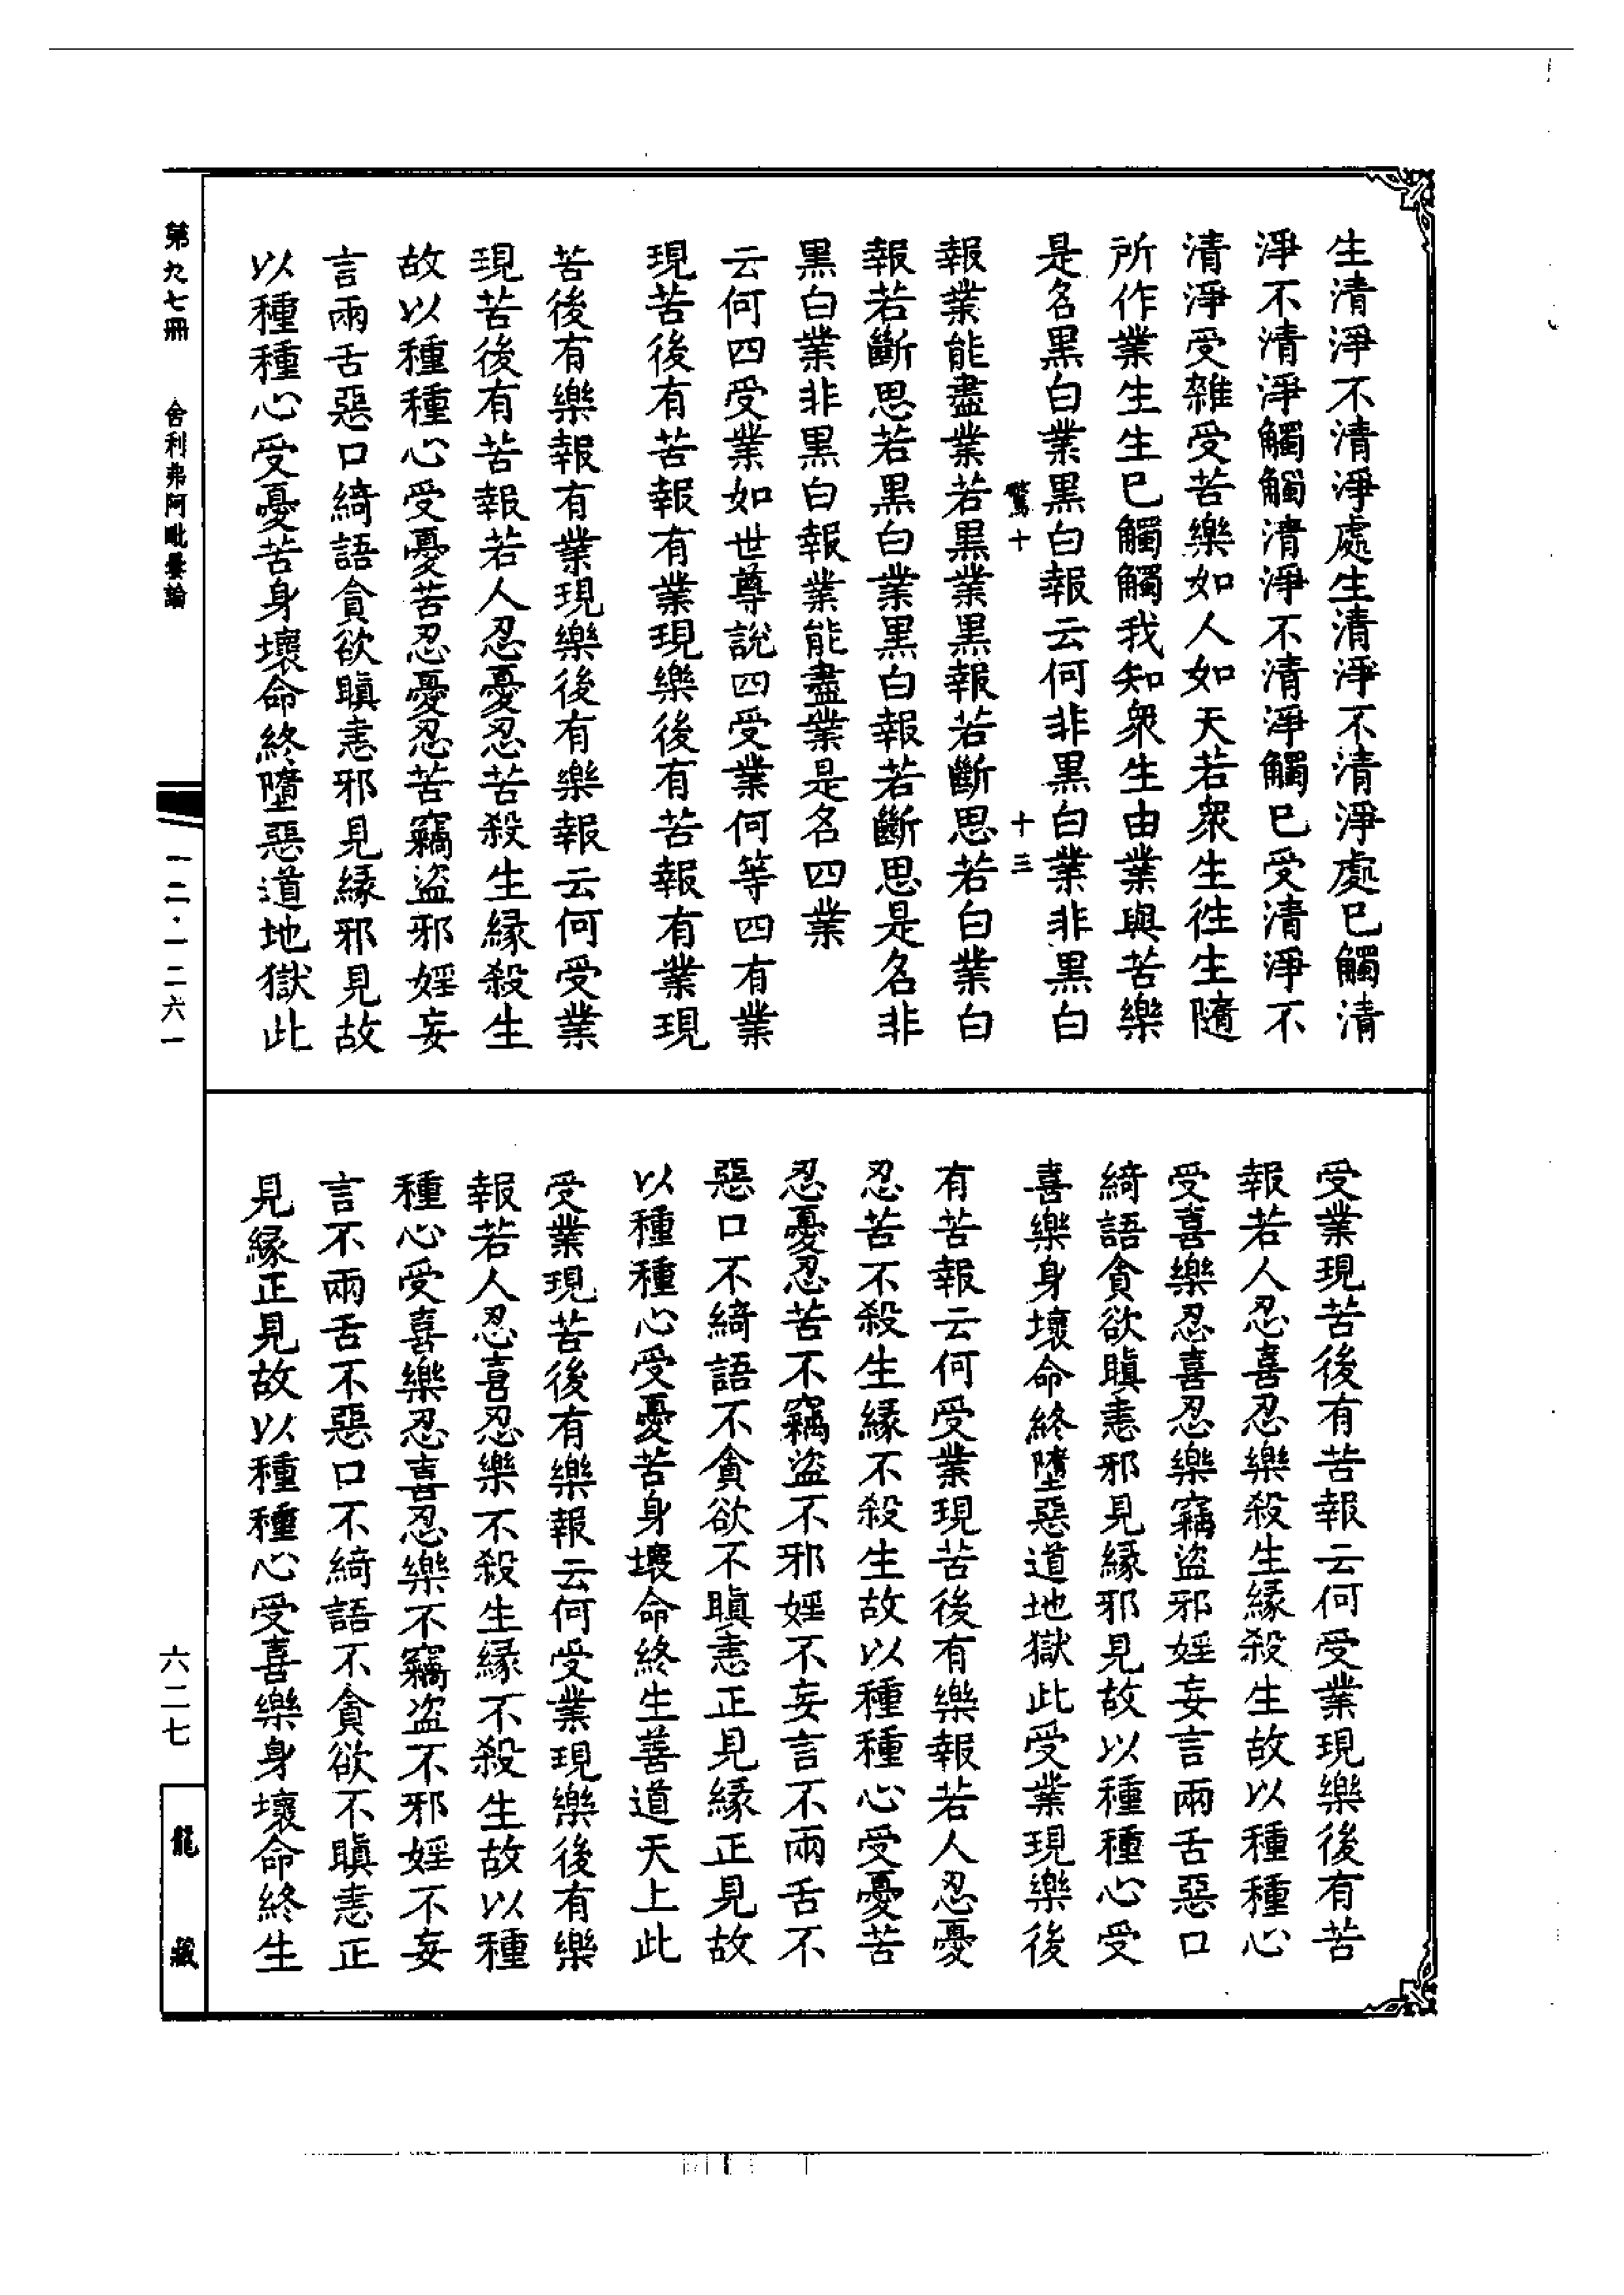 生清淨不清淨處生清淨不清淨處已觸清
淨不清淨觸觸清淨不清淨觸已受清淨不
清淨受雜受苦樂如人如天若衆生徃生隨
所作業生生已觸觸我知衆生由業與苦樂
是名黑白業黑白報云何非黑白業非黑白
鷖十 十三
報業能盡業若黑業黑報若斷思若白業白
報若斷思若黑白業黑白報若斷思是名非
黑白業非黑白報業能盡業是名四業
云何四受業如世尊說四受業何等四有業
現苦後有苦報有業現樂後有苦報有業現
苦後有樂報有業現樂後有樂報云何受業
現苦後有苦報若人忍憂忍苦殺生緣殺生
故以種種心受憂苦忍憂忍苦竊盜邪婬妄
言兩舌惡口綺語貪欲瞋恚邪見緣邪見故
以種種心受憂苦身壞命終墮惡道地獄此
受業現苦後有苦報云何受業現樂後有苦
報若人忍喜忍樂殺生緣殺生故以種種心
受喜樂忍喜忍樂竊盜邪婬妄言兩舌惡口
綺語貪欲瞋恚邪見緣邪見故以種種心受
喜樂身壞命終墮惡道地獄此受業現樂後
有苦報云何受業現苦後有樂報若人忍憂
忍苦不殺生緣不殺生故以種種心受憂苦
忍憂忍苦不竊盜不邪婬不妄言不兩舌不
惡口不綺語不貪欲不瞋恚正見緣正見故
以種種心受憂苦身壞命終生善道天上此
受業現苦後有樂報云何受業現樂後有樂
報若人忍喜忍樂不殺生緣不殺生故以種
種心受喜樂忍喜忍樂不竊盜不邪婬不妄
言不兩舌不惡口不綺語不貪欲不瞋恚正
見緣正見故以種種心受喜樂身壞命終生
第九七冊 舍利弗阿毗曇論 一二·一二六一 六二七
龍藏